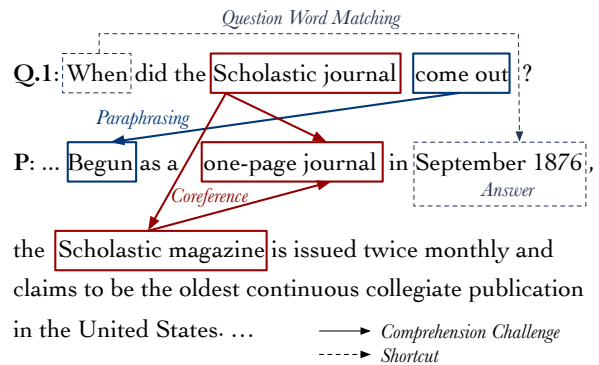 Question Word Matching
Q.1: When did the Scholastic journal come out ?
Paraphrasing
P: ... Begun as a one-page journal in September 1876,
Answer
Coreference
the Scholastic magazine is issued twice monthly and
claims to be the oldest continuous collegiate publication
in the United States. ...
Comprehension Challenge
Shortcut